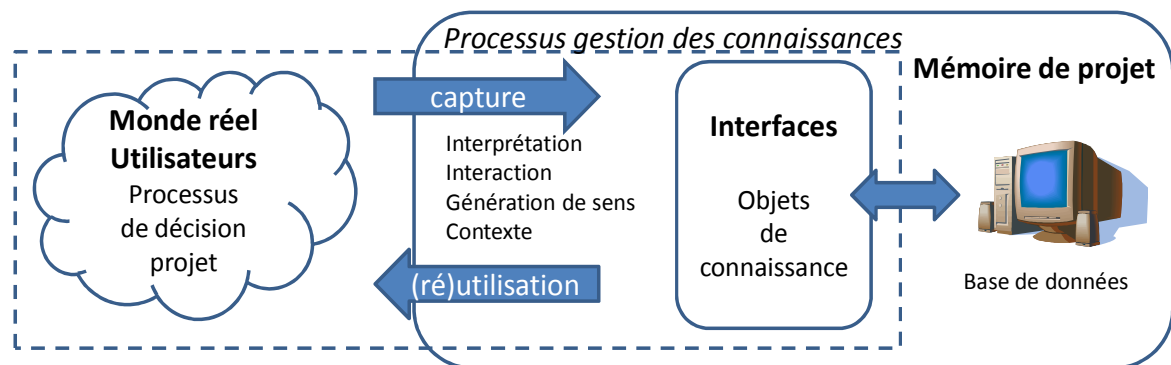 Processus gestion des connaissances
Mémoire de projet
Monde réel
Utilisateurs
Processus
de décision
projet
capture
Interprétation
Interaction
Génération de sens
Contexte
(ré)utilisation
Interfaces
Objets
de
connaissance
Base de données